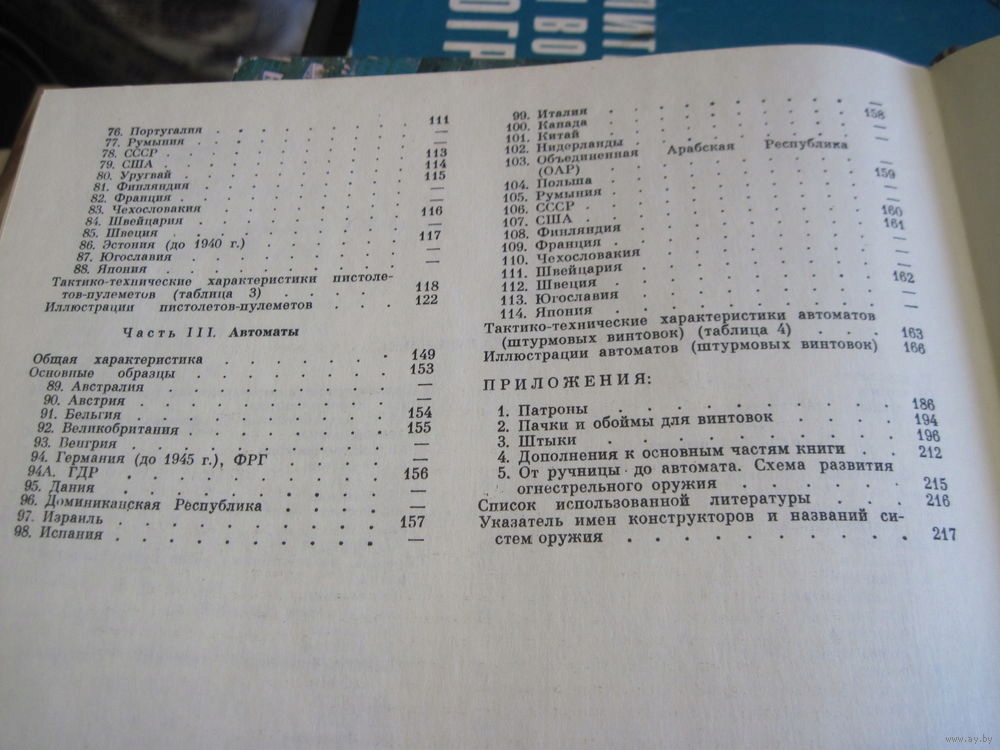 76. Португалия . . . . . . . . 111
77. Румыния . . . . . . . . —
78. СССР . . . . . . . . 113
79. США . . . . . . . . 114
80. Уругвай . . . . . . . . 115
81. Финляндия . . . . . . . . —
82. Франция . . . . . . . . —
83. Чехословакия . . . . . . . . 116
84. Швейцария . . . . . . . . —
85. Швеция . . . . . . . . 117
86. Эстония (до 1940 г.) . . . . . . —
87. Югославия . . . . . . . . —
88. Япония . . . . . . . . —
Тактико-технические характеристики пистоле-
тов-пулеметов (таблица 3) . . . . . 118
Иллюстрации пистолетов-пулеметов . . . . 122
Часть III. Автоматы
Общая характеристика . . . . . . . 149
Основные образцы . . . . . . . . 153
89. Австралия . . . . . . . . —
90. Австрия . . . . . . . . —
91. Бельгия . . . . . . . . 154
92. Великобритания . . . . . . . . 155
93. Венгрия . . . . . . . . —
94. Германия (до 1945 г.), ФРГ . . . . —
94А. ГДР . . . . . . . . 156
95. Дания . . . . . . . . —
96. Доминиканская Республика . . . . —
97. Израиль . . . . . . . . 157
98. Испания . . . . . . . . —
99. Италия . . . . . . . . —
100. Канада . . . . . . . . 158
101. Китай . . . . . . . . —
102. Нидерланды . . . . . . . . —
103. Объединенная Арабская Республика
(ОАР) . . . . . . . . 159
104. Польша . . . . . . . . —
105. Румыния . . . . . . . . —
106. СССР . . . . . . . . 160
107. США . . . . . . . . 161
108. Финляндия . . . . . . . . —
109. Франция . . . . . . . . —
110. Чехословакия . . . . . . . . —
111. Швейцария . . . . . . . . 162
112. Швеция . . . . . . . . —
113. Югославия . . . . . . . . —
114. Япония . . . . . . . . —
Тактико-технические характеристики автоматов
(штурмовых винтовок) (таблица 4) . . . 163
Иллюстрации автоматов (штурмовых винтовок) 166
ПРИЛОЖЕНИЯ:
1. Патроны . . . . . . . . 186
2. Пачки и обоймы для винтовок . . . . 194
3. Штыки . . . . . . . . 196
4. Дополнения к основным частям книги . . 212
5. От ручницы до автомата. Схема развития
огнестрельного оружия . . . . . . 215
Список использованной литературы . . . 216
Указатель имен конструкторов и названий си-
стем оружия . . . . . . . . . 217
www.ay.by